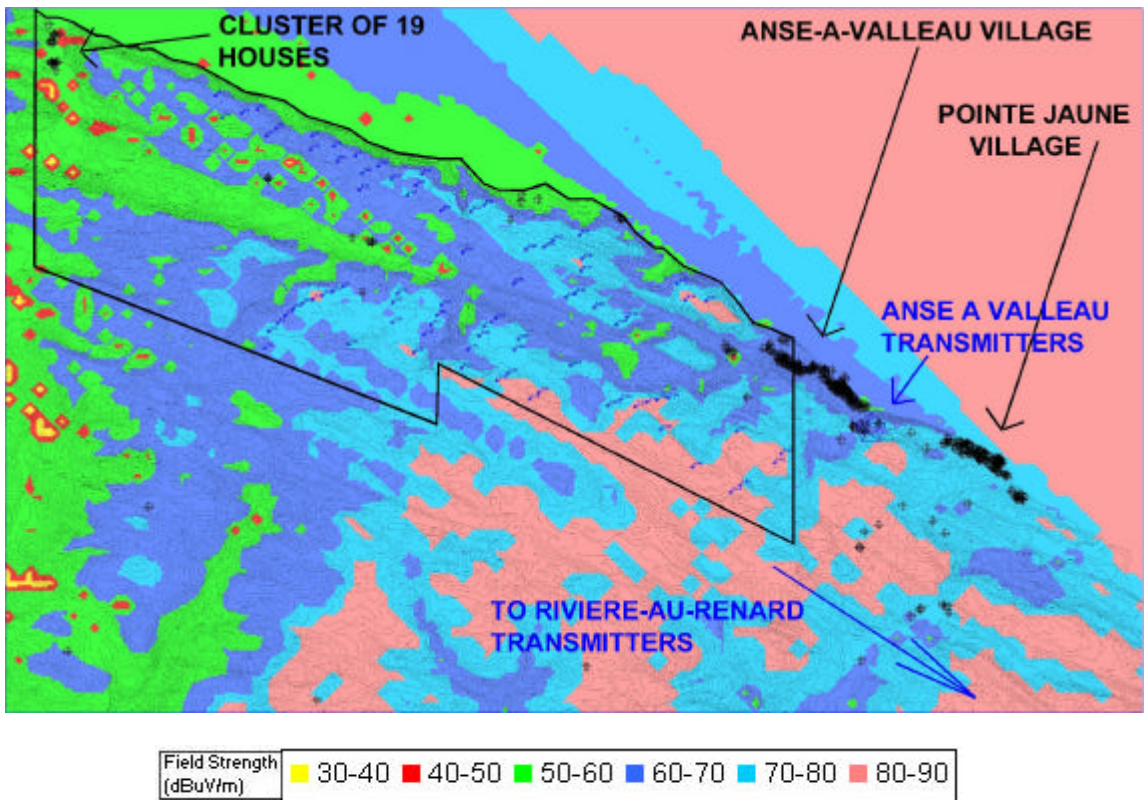 CLUSTER OF 19
HOUSES
ANSE-A-VALLEAU VILLAGE
POINTE JAUNE
VILLAGE
ANSE A VALLEAU
TRANSMITTERS
TO RIVIERE-AU-RENARD
TRANSMITTERS
Field Strength
(dBuV/m)
30-40 40-50 50-60 60-70 70-80 80-90